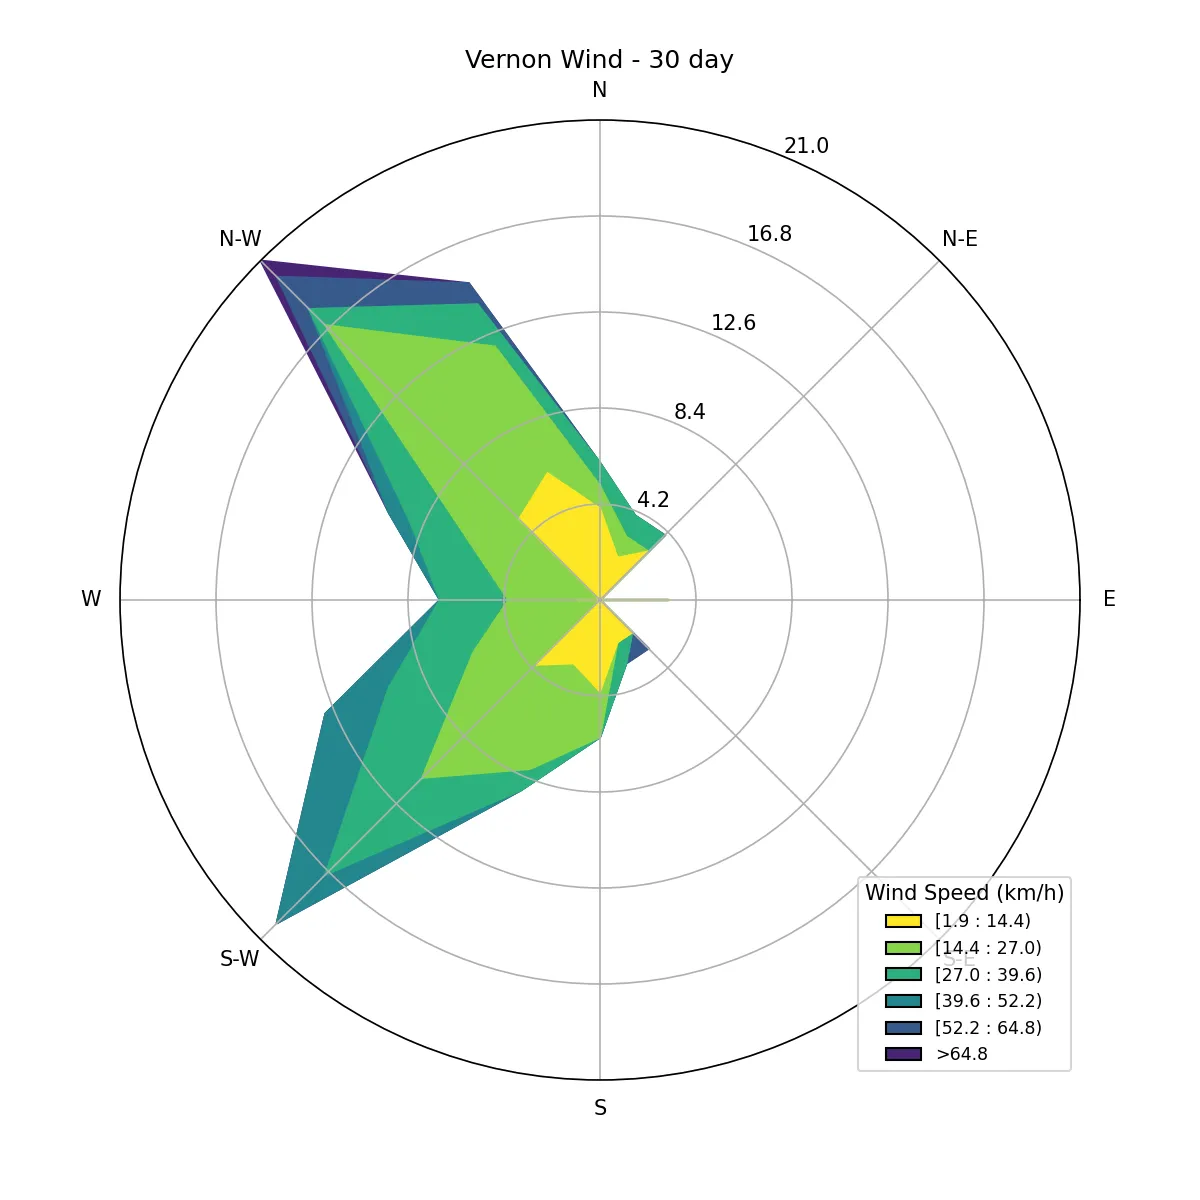 Vernon Wind - 30 day
N
21.0
16.8
N-W
N-E
12.6
8.4
4.2
W
E
S-W
S-E
Wind Speed (km/h)
[1.9 : 14.4)
[14.4 : 27.0)
[27.0 : 39.6)
[39.6 : 52.2)
[52.2 : 64.8)
>64.8
S